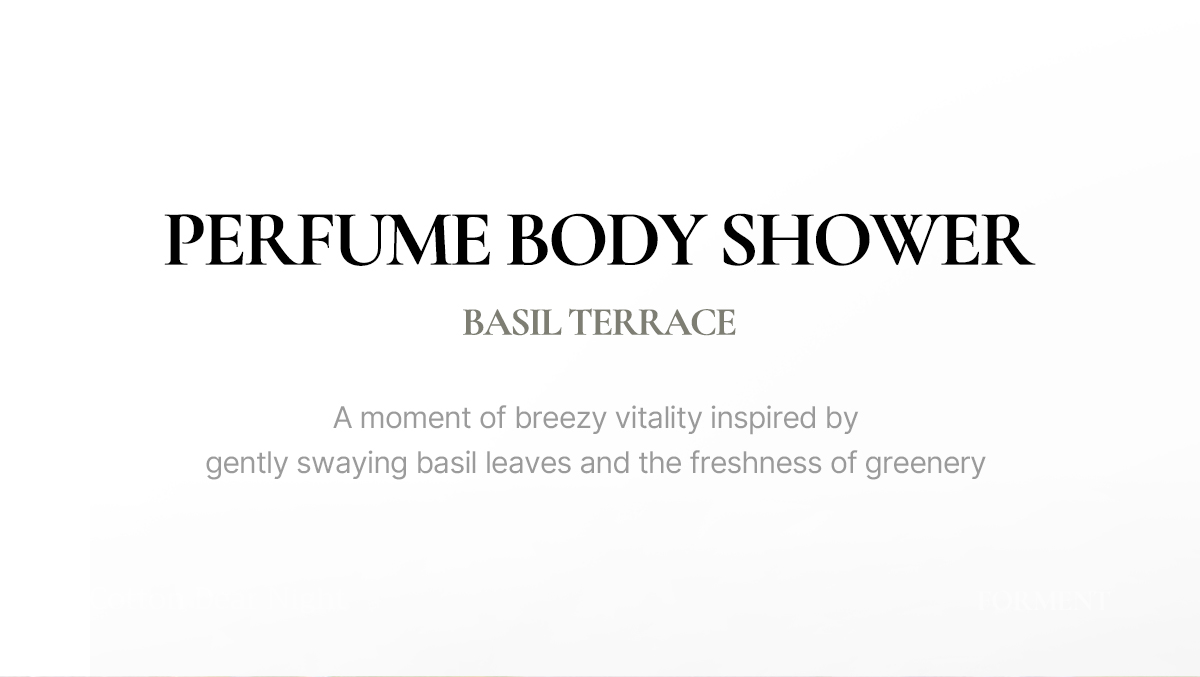 PERFUME BODY SHOWER
BASIL TERRACE
A moment of breezy vitality inspired by
gently swaying basil leaves and the freshness of greenery
FORMENT